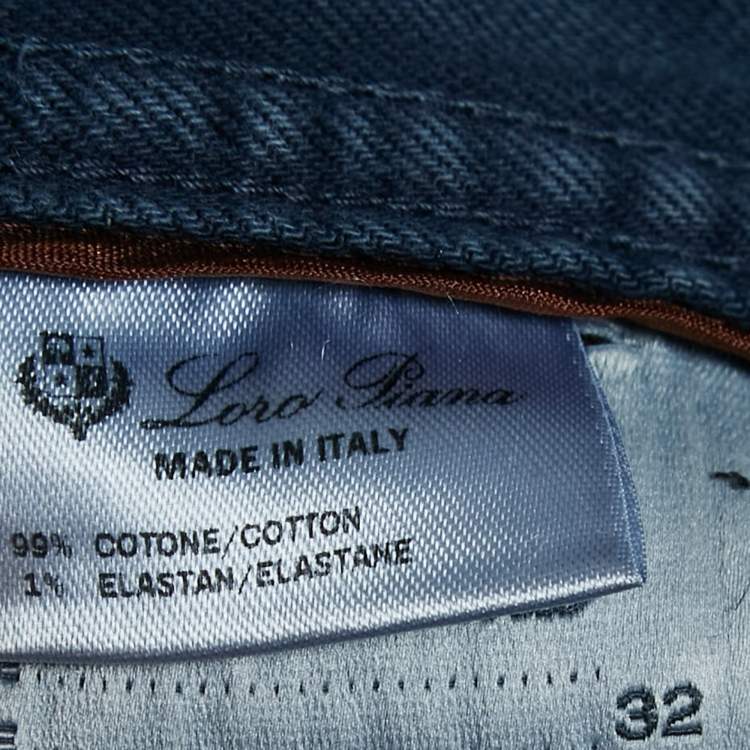 Loro Piana
MADE IN ITALY
99% COTONE/COTTON
1% ELASTAN/ELASTANE
32